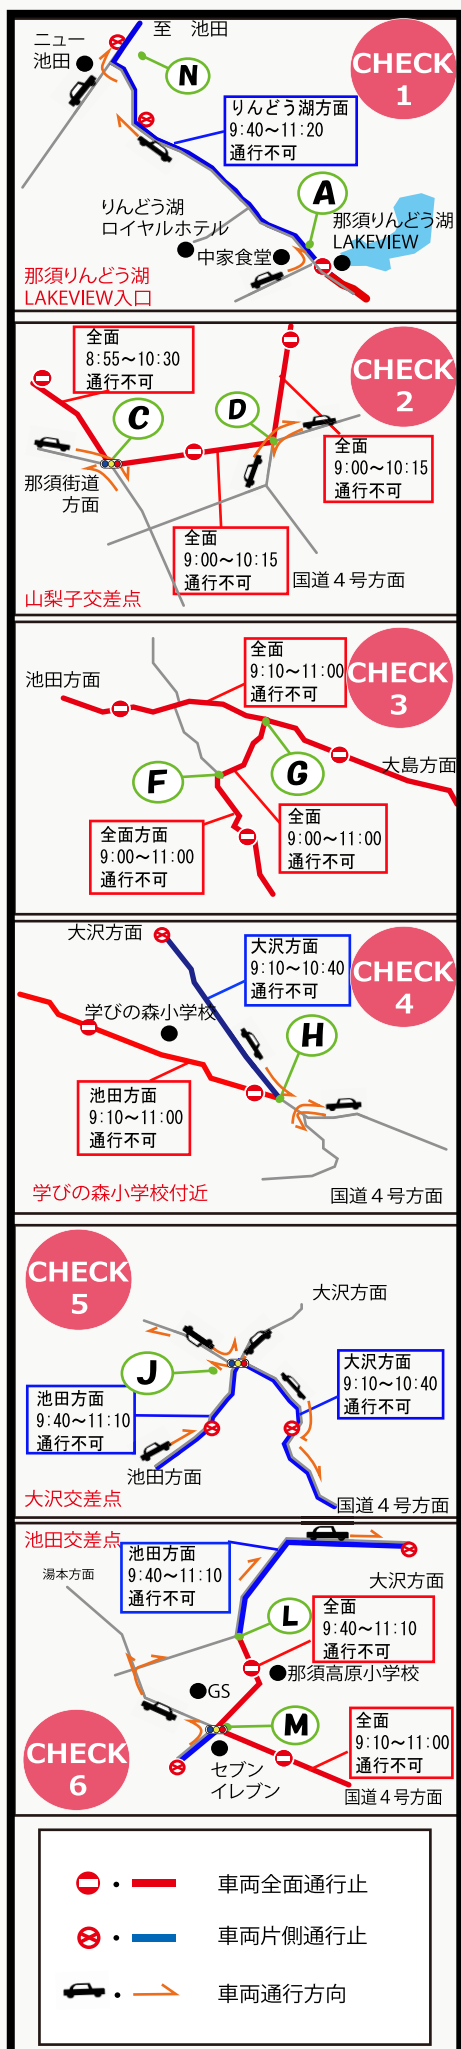 至 池田
ニュー
池田
CHECK
1
N
りんどう湖方面
9:40〜11:20
通行不可
A
りんどう湖
ロイヤルホテル
那須りんどう湖
LAKEVIEW
中家食堂
那須りんどう湖
LAKEVIEW入口
全面
8:55〜10:30
通行不可
CHECK
2
C
D
全面
9:00〜10:15
通行不可
那須街道
方面
全面
9:00〜10:15
通行不可
国道４号方面
山梨子交差点
全面
9:10〜11:00
通行不可
CHECK
3
池田方面
大島方面
F
G
全面方面
9:00〜11:00
通行不可
全面
9:00〜11:00
通行不可
大沢方面
大沢方面
9:10〜10:40
通行不可
CHECK
4
学びの森小学校
H
池田方面
9:10〜11:00
通行不可
学びの森小学校付近
国道４号方面
CHECK
5
大沢方面
J
大沢方面
9:10〜10:40
通行不可
池田方面
9:40〜11:10
通行不可
池田方面
大沢交差点
国道４号方面
池田交差点
池田方面
9:40〜11:10
通行不可
大沢方面
湯本方面
L
全面
9:40〜11:10
通行不可
那須高原小学校
GS
M
全面
9:10〜11:00
通行不可
CHECK
6
セブン
イレブン
国道４号方面
・ 車両全面通行止
・ 車両片側通行止
・ 車両通行方向